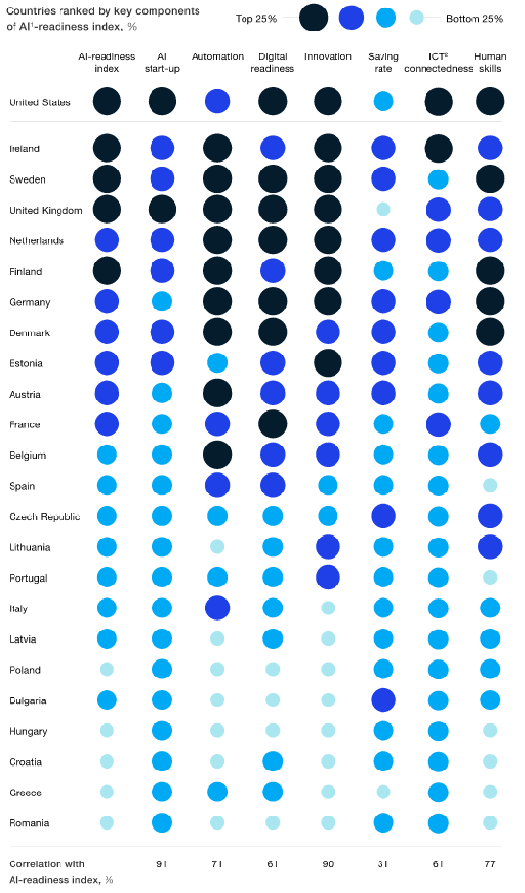 Countries ranked by key components
of AI¹-readiness index, %
Top 25% Bottom 25%
AI-readiness index
AI start-up
Automation
Digital readiness
Innovation
Saving rate
ICT² connectedness
Human skills
United States
Ireland
Sweden
United Kingdom
Netherlands
Finland
Germany
Denmark
Estonia
Austria
France
Belgium
Spain
Czech Republic
Lithuania
Portugal
Italy
Latvia
Poland
Bulgaria
Hungary
Croatia
Greece
Romania
Correlation with 91 71 61 90 31 61 77
AI-readiness index, %